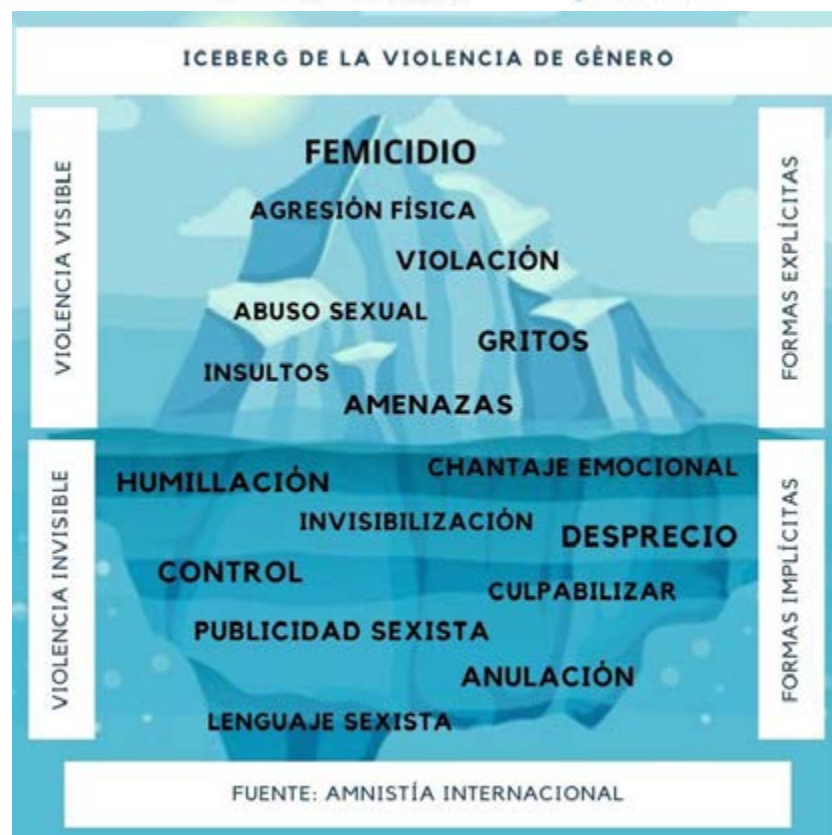 ICEBERG DE LA VIOLENCIA DE GÉNERO
VIOLENCIA VISIBLE
FORMAS EXPLÍCITAS
FEMICIDIO
AGRESIÓN FÍSICA
VIOLACIÓN
ABUSO SEXUAL
GRITOS
INSULTOS
AMENAZAS
VIOLENCIA INVISIBLE
FORMAS IMPLÍCITAS
CHANTAJE EMOCIONAL
HUMILLACIÓN
INVISIBILIZACIÓN
DESPRECIO
CONTROL
CULPABILIZAR
PUBLICIDAD SEXISTA
ANULACIÓN
LENGUAJE SEXISTA
FUENTE: AMNISTÍA INTERNACIONAL